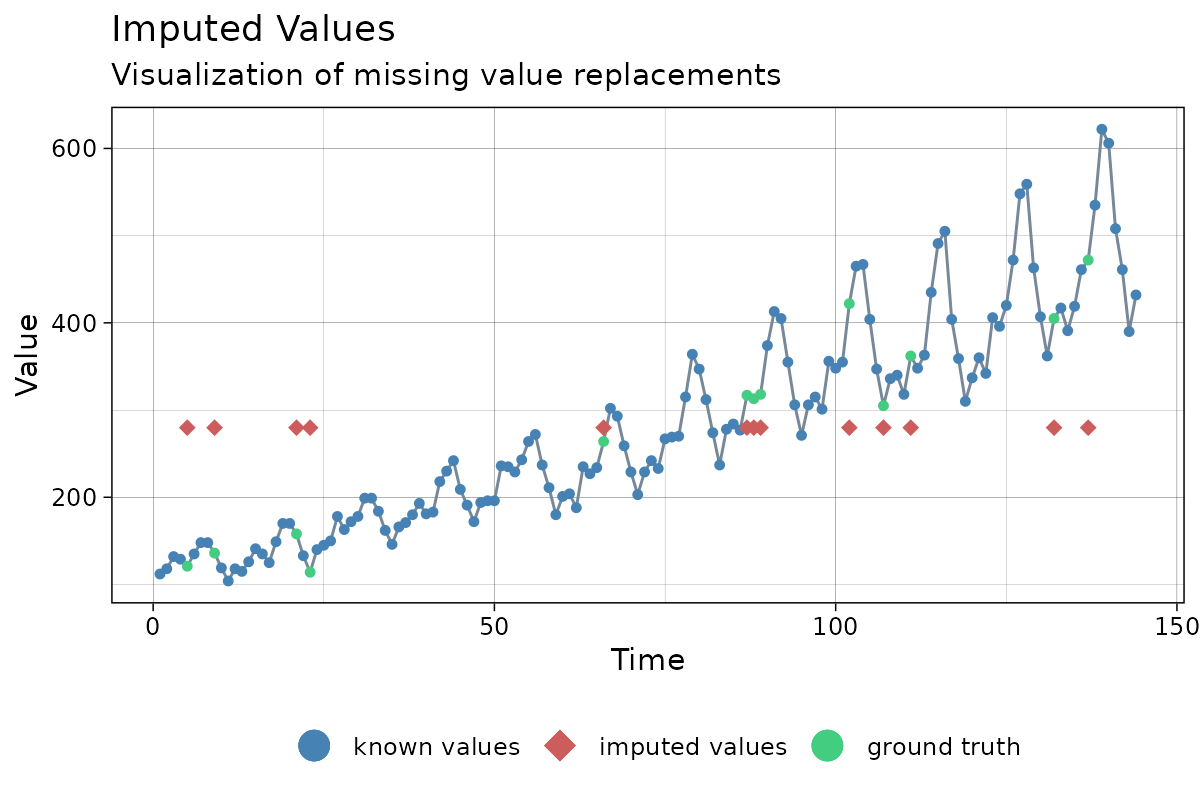 Imputed Values
Visualization of missing value replacements
600
400
200
Value
0 50 100 150
Time
known values imputed values ground truth